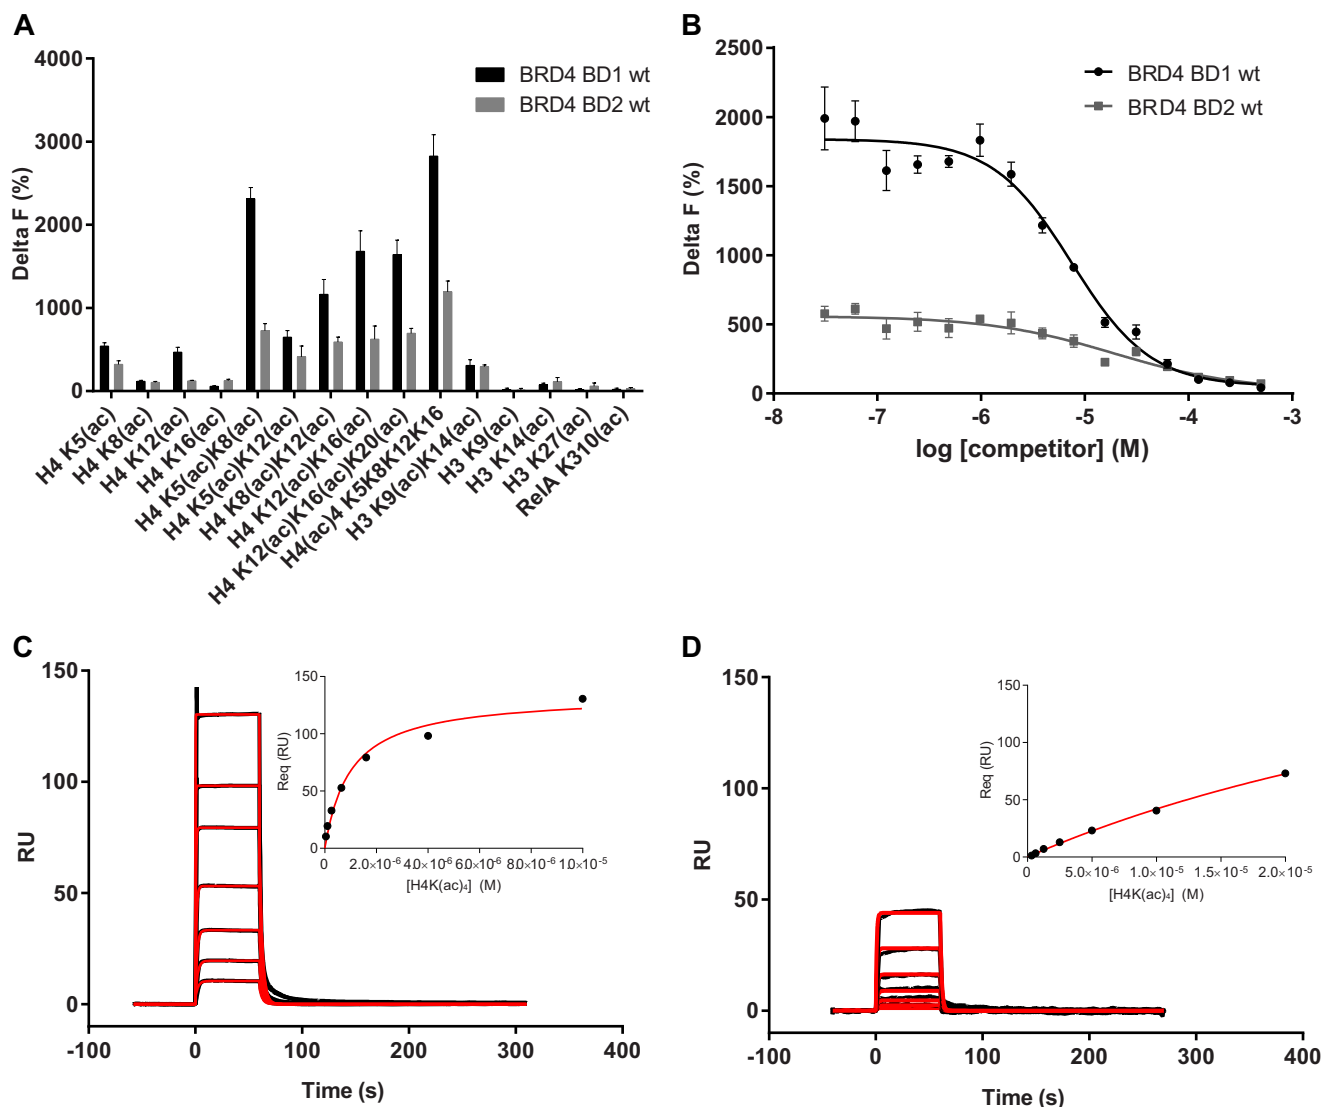 A
4000
3000
2000
1000
0
Delta F (%)
BRD4 BD1 wt
BRD4 BD2 wt
H4 K5(ac)
H4 K8(ac)
H4 K12(ac)
H4 K16(ac)
H4 K5(ac)K8(ac)
H4 K5(ac)K12(ac)
H4 K8(ac)K12(ac)
H4 K12(ac)K16(ac)
H4 K12(ac)K16(ac)K20(ac)
H4(ac)4 K5K8K12K16
H3 K9(ac)K14(ac)
H3 K9(ac)
H3 K14(ac)
H3 K27(ac)
RelA K310(ac)
B
2500
2000
1500
1000
500
0
Delta F (%)
BRD4 BD1 wt
BRD4 BD2 wt
-8 -7 -6 -5 -4 -3
log [competitor] (M)
C
150
100
50
0
RU
-100 0 100 200 300 400
Time (s)
150
100
50
0
Req (RU)
0 2.0×10-6 4.0×10-6 6.0×10-6 8.0×10-6 1.0×10-5
[H4K(ac)₄] (M)
D
150
100
50
0
RU
-100 0 100 200 300 400
Time (s)
150
100
50
0
Req (RU)
0 5.0×10-6 1.0×10-5 1.5×10-5 2.0×10-5
[H4K(ac)₄] (M)